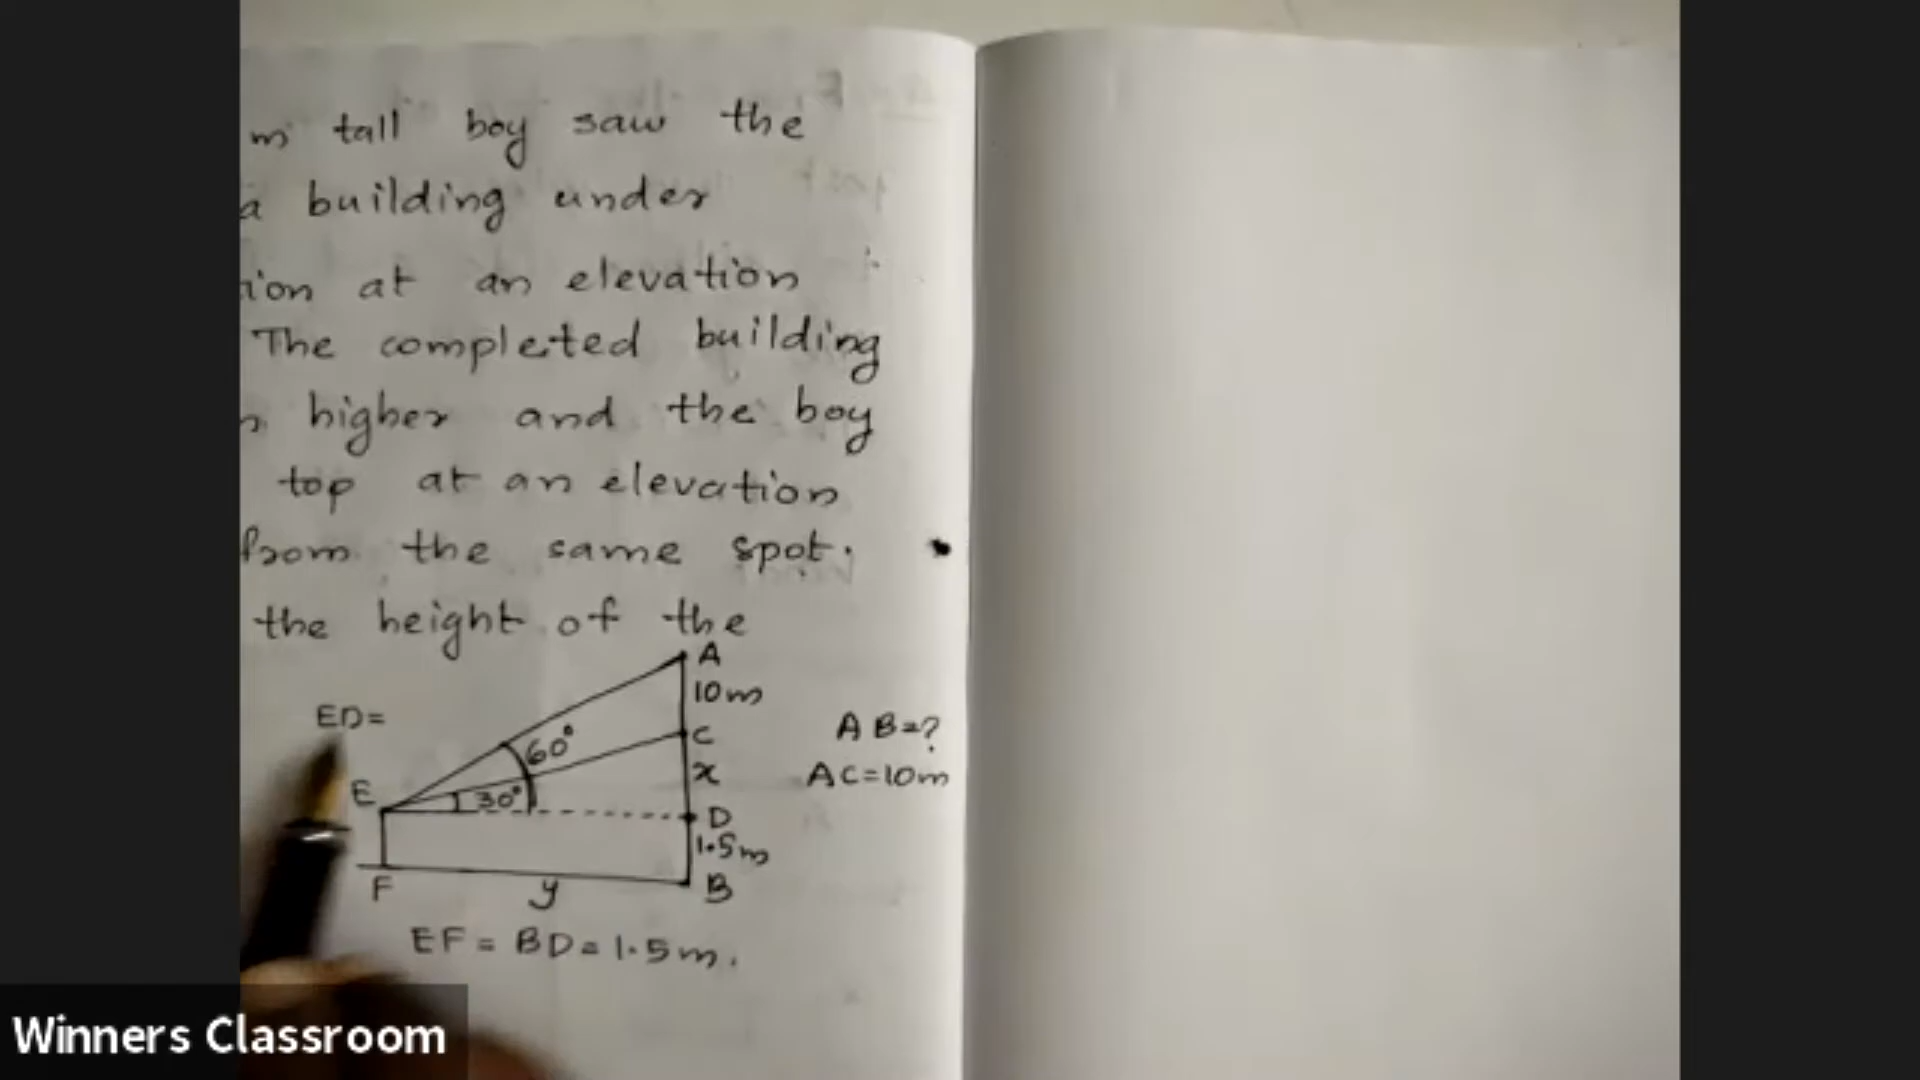 m tall boy saw the
a building under
ion at an elevation
The completed building
higher and the boy
top at an elevation
from the same spot.
the height of the
A
10m
ED=
60°
C
AB=?
x
AC=10m
E
30°
D
1.5m
F
y
B
EF = BD = 1.5m.
Winners Classroom